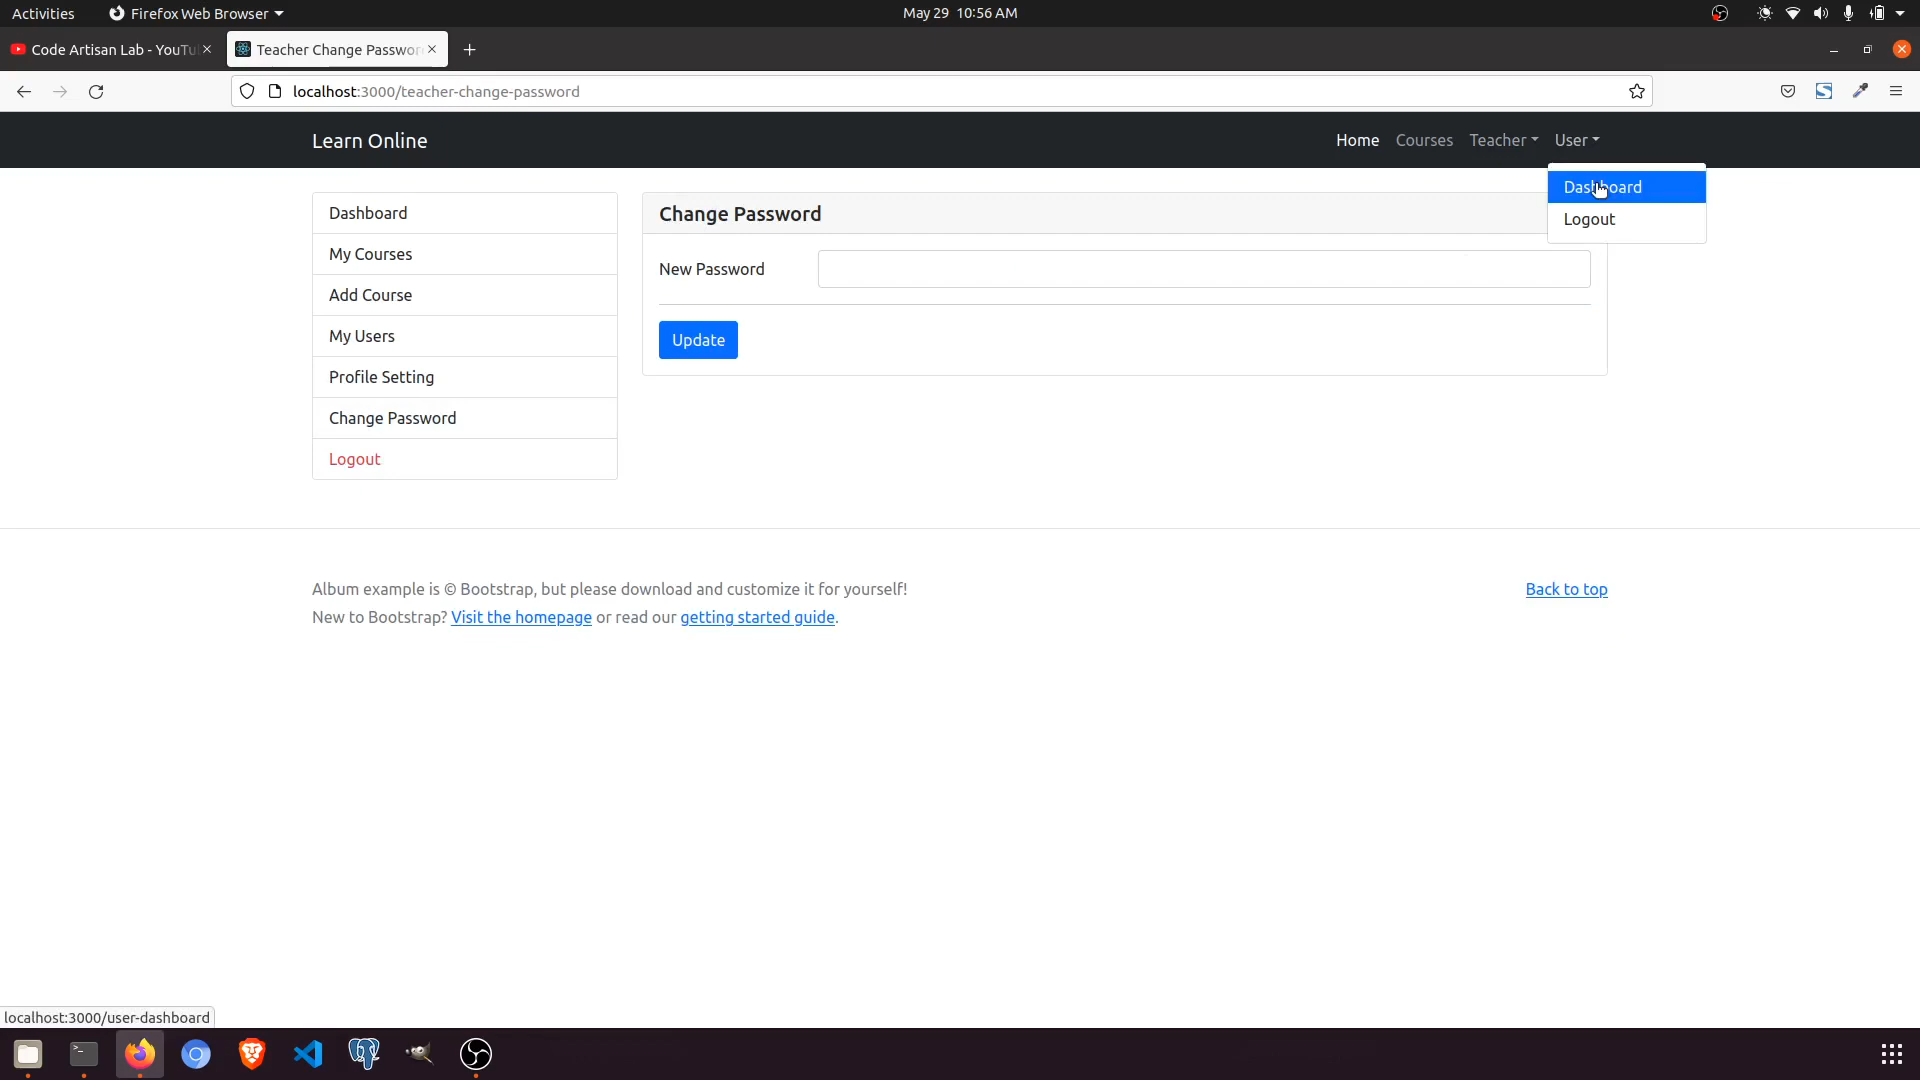 Activities
Firefox Web Browser
May 29 10:56 AM
Code Artisan Lab - YouTu
Teacher Change Passwor
localhost:3000/teacher-change-password
Learn Online
Home
Courses
Teacher
User
Dashboard
Logout
Dashboard
My Courses
Add Course
My Users
Profile Setting
Change Password
Logout
Change Password
New Password
Update
Album example is © Bootstrap, but please download and customize it for yourself!
New to Bootstrap? Visit the homepage or read our getting started guide.
Back to top
localhost:3000/user-dashboard